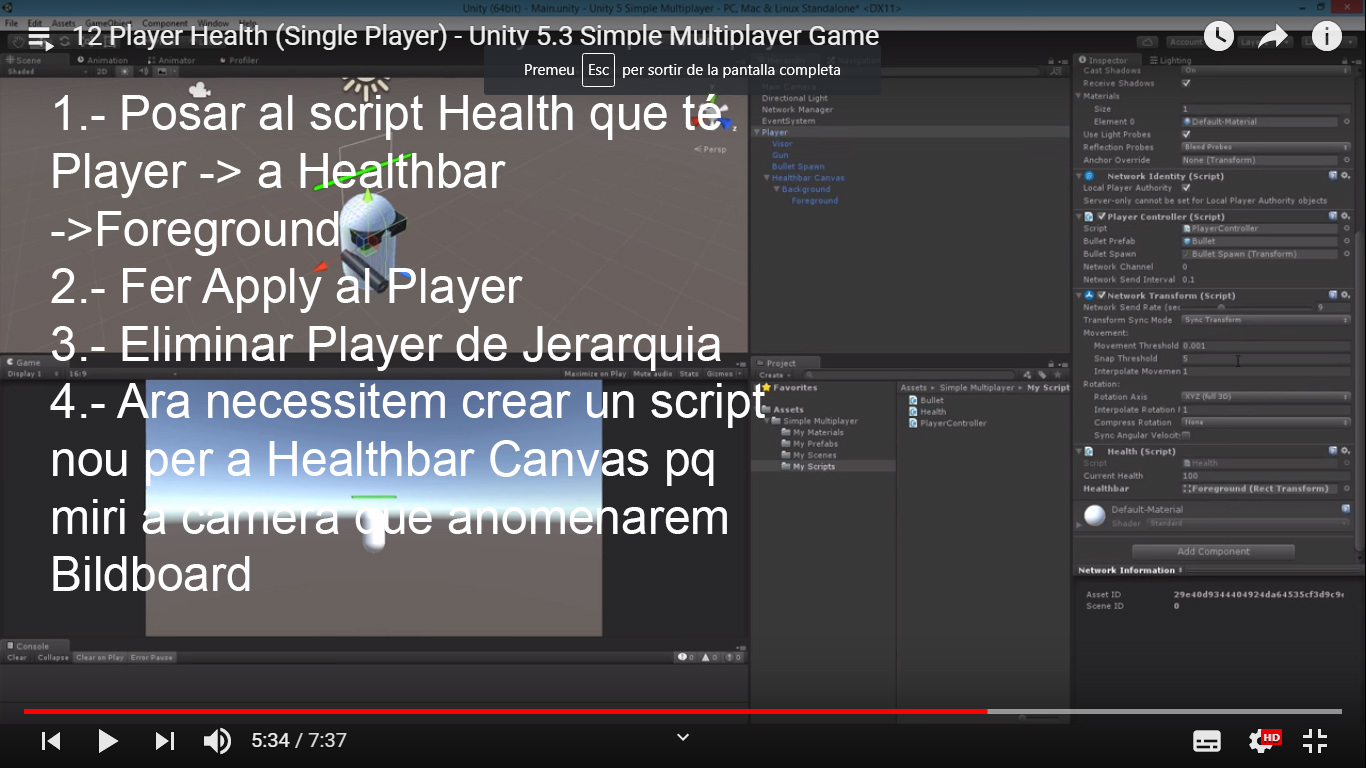 Unity (64bit) - Main.unity - Unity 5 Simple Multiplayer - PC, Mac & Linux Standalone* <DX11>
File Edit Assets GameObject Component Window Help
12 Player Health (Single Player) - Unity 5.3 Simple Multiplayer Game
Premeu Esc per sortir de la pantalla completa
1.- Posar al script Health que té
Player -> a Healthbar
->Foreground
2.- Fer Apply al Player
3.- Eliminar Player de Jerarquia
4.- Ara necessitem crear un script
nou per a Healthbar Canvas pq
miri a camera que anomenarem
Bildboard
Scene Animation Animator Profiler
Shaded 2D
Persp
Main Camera
Directional Light
Network Manager
EventSystem
Player
Visor
Gun
Bullet Spawn
Healthbar Canvas
Background
Foreground
Game
Display 1 16:9 Maximize on Play Mute audio Stats Gizmos
Console
Clear Collapse Clear on Play Error Pause 0 0 0
Project
Create
Favorites
Assets
Simple Multiplayer
My Materials
My Prefabs
My Scenes
My Scripts
Assets Simple Multiplayer My Script
Bullet
Health
PlayerController
Account
Inspector Lighting
Cast Shadows On
Receive Shadows
Materials
Size 1
Element 0 Default-Material
Use Light Probes
Reflection Probes Blend Probes
Anchor Override None (Transform)
Network Identity (Script)
Local Player Authority
Server-only cannot be set for Local Player Authority objects
Player Controller (Script)
Script PlayerController
Bullet Prefab Bullet
Bullet Spawn Bullet Spawn (Transform)
Network Channel 0
Network Send Interval 0.1
Network Transform (Script)
Network Send Rate (sec 9
Transform Sync Mode Sync Transform
Movement:
Movement Threshold 0.001
Snap Threshold 5
Interpolate Movemen 1
Rotation:
Rotation Axis XYZ (full 3D)
Interpolate Rotation 1
Compress Rotation None
Sync Angular Velocit
Health (Script)
Script Health
Current Health 100
Healthbar Foreground (Rect Transform)
Default-Material
Shader Standard
Add Component
Network Information
Asset ID 29e40d9344404924da64535cf3d9c9
Scene ID 0
5:34 / 7:37
HD